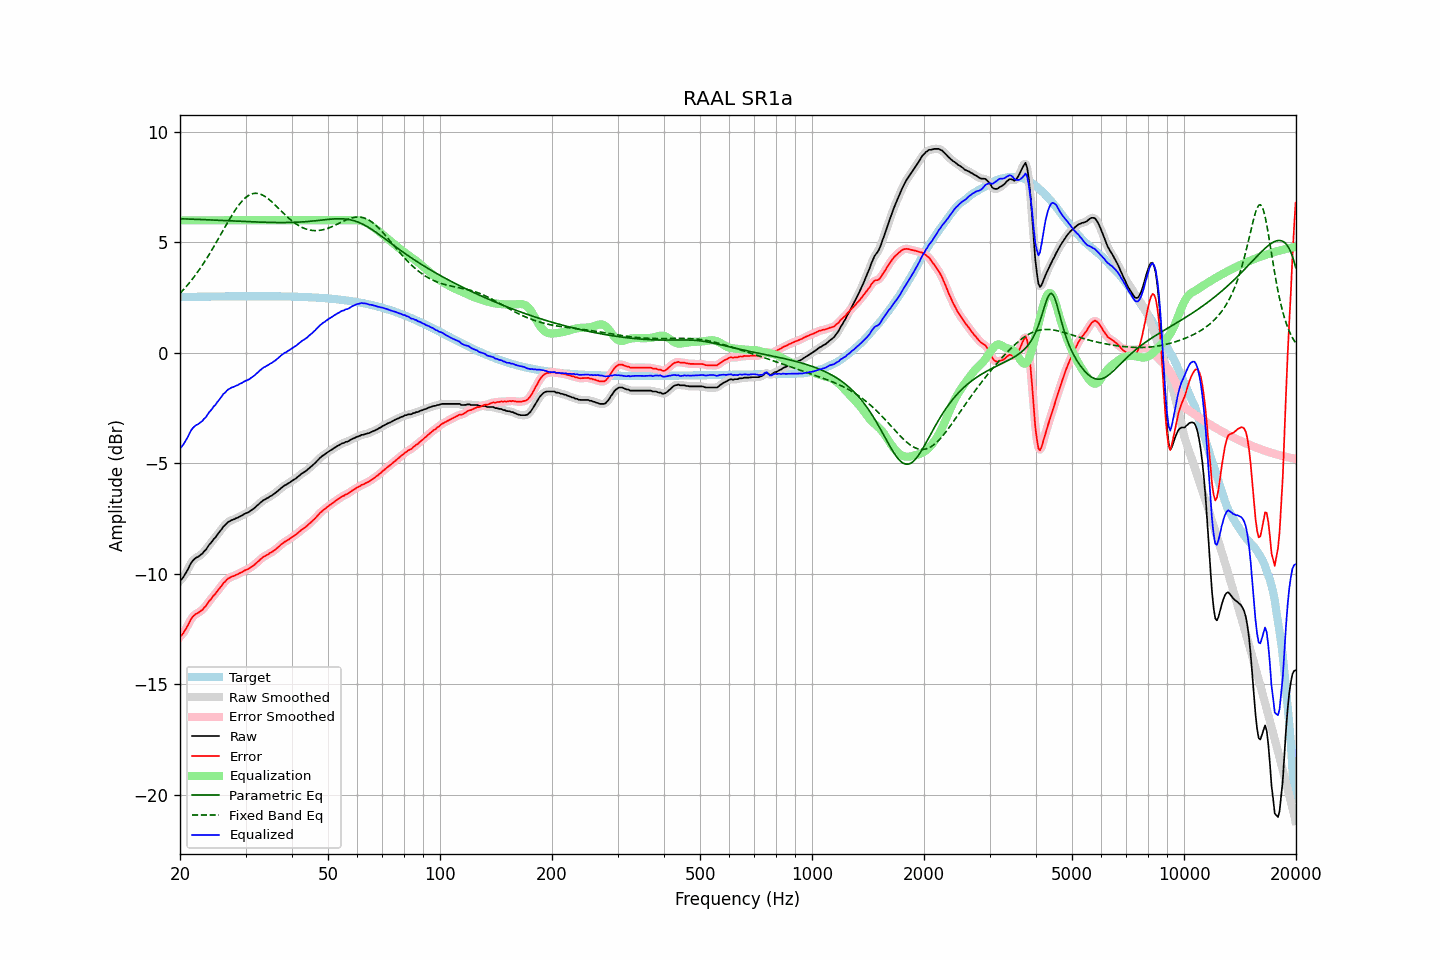 RAAL SR1a
Amplitude (dBr)
10
5
0
−5
−10
−15
−20
Target
Raw Smoothed
Error Smoothed
Raw
Error
Equalization
Parametric Eq
Fixed Band Eq
Equalized
20 50 100 200 500 1000 2000 5000 10000 20000
Frequency (Hz)